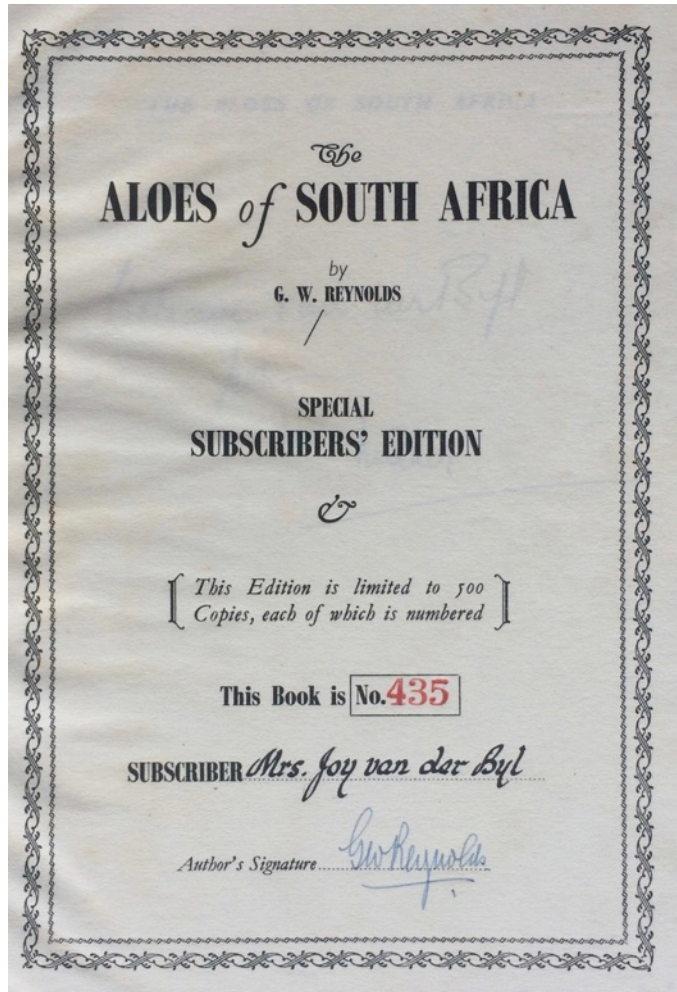 The
ALOES of SOUTH AFRICA
by
G. W. REYNOLDS
SPECIAL
SUBSCRIBERS' EDITION
&
[ This Edition is limited to 500
Copies, each of which is numbered ]
This Book is No.435
SUBSCRIBER Mrs. Joy van der Byl
Author's Signature GWReynolds